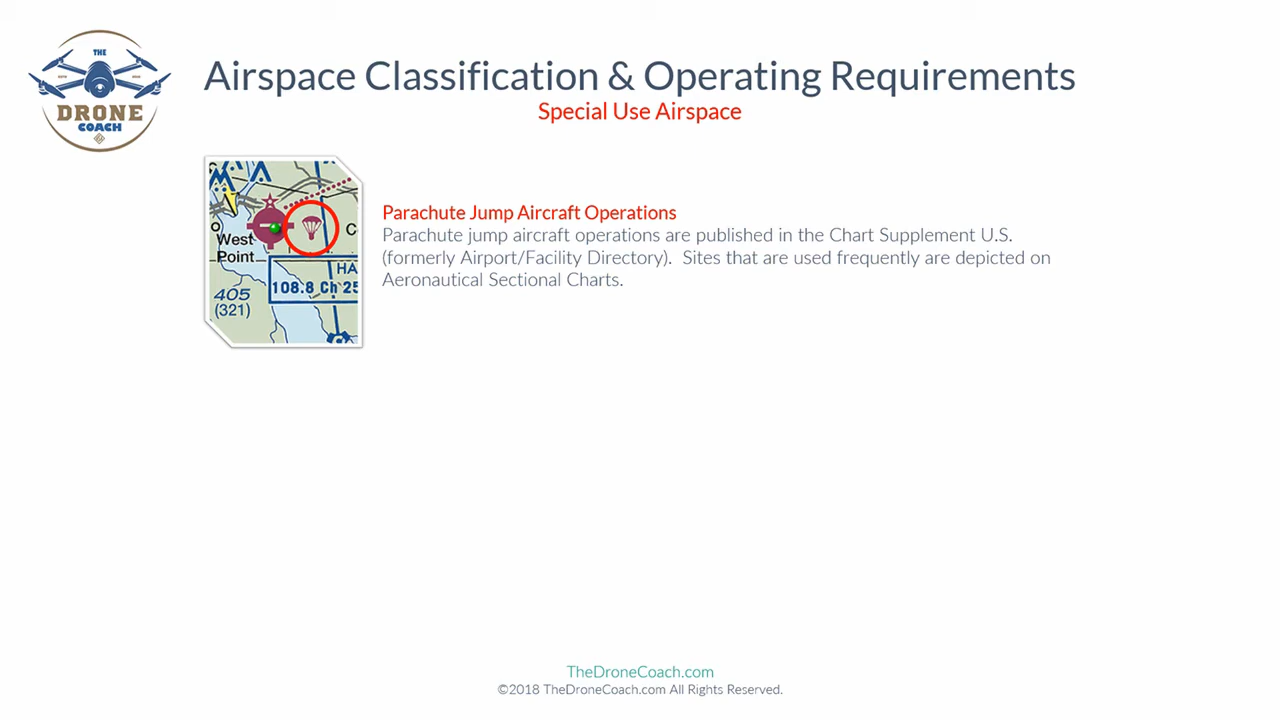 THE
DRONE
COACH
Airspace Classification & Operating Requirements
Special Use Airspace
West
Point
C
HA
108.8 Ch 25
405
(321)
Parachute Jump Aircraft Operations
Parachute jump aircraft operations are published in the Chart Supplement U.S.
(formerly Airport/Facility Directory).  Sites that are used frequently are depicted on
Aeronautical Sectional Charts.
TheDroneCoach.com
©2018 TheDroneCoach.com All Rights Reserved.